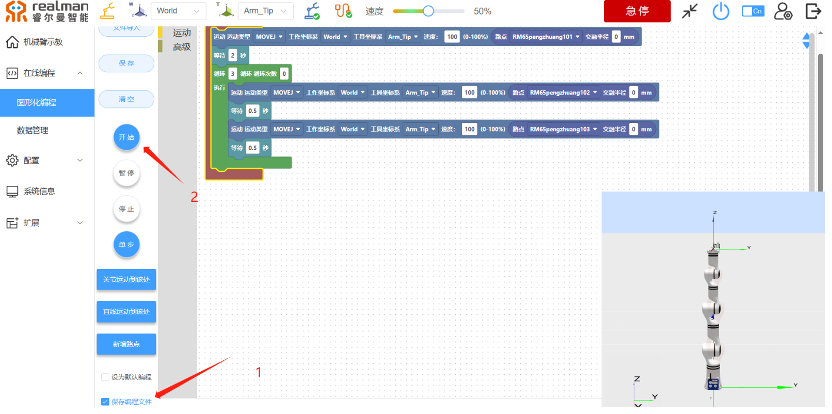 realman
睿尔曼智能
World
Arm_Tip
速度
50%
急 停
Cn
机械臂示教
在线编程
图形化编程
数据管理
配置
系统信息
扩展
文件导入
保 存
清 空
开 始
暂 停
停 止
单 步
关节运动到该处
直线运动到该处
新增路点
设为默认编程
保存编程文件
运动
高级
运动 运动类型 MOVEJ 工作坐标系 World 工具坐标系 Arm_Tip 速度: 100 (0-100%) 路点 RM65pengzhuang101 交融半径 0 mm
等待 2 秒
循环 3 循环 循环次数 0
执行
运动 运动类型 MOVEJ 工作坐标系 World 工具坐标系 Arm_Tip 速度: 100 (0-100%) 路点 RM65pengzhuang102 交融半径 0 mm
等待 0.5 秒
运动 运动类型 MOVEJ 工作坐标系 World 工具坐标系 Arm_Tip 速度: 100 (0-100%) 路点 RM65pengzhuang103 交融半径 0 mm
等待 0.5 秒
2
1
Z
Y
Y
Z
Y
X